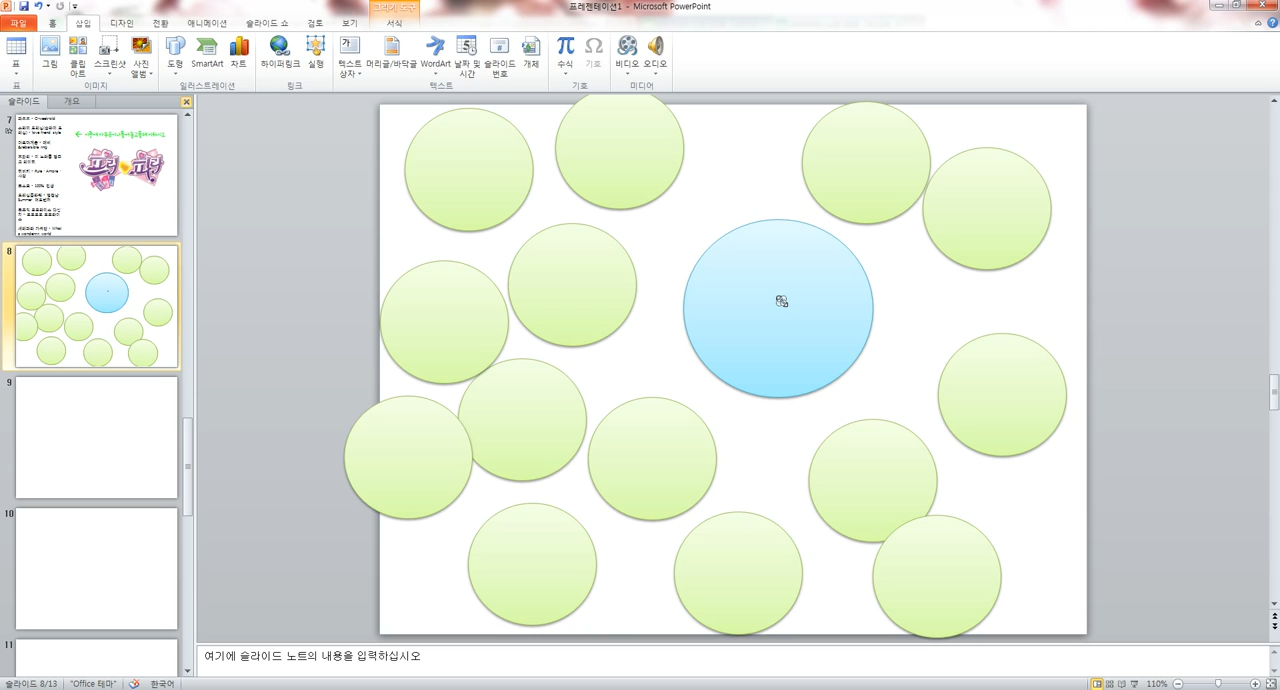 그리기 도구
프레젠테이션1 - Microsoft PowerPoint
파일 홈 삽입 디자인 전환 애니메이션 슬라이드 쇼 검토 보기 서식
표 그림 클립 아트 스크린샷 사진 앨범 도형 SmartArt 차트 하이퍼링크 실행 텍스트 상자 머리글/바닥글 WordArt 날짜 및 시간 슬라이드 번호 개체 수식 기호 비디오 오디오
표 이미지 일러스트레이션 링크 텍스트 기호 미디어
슬라이드 개요
7
프리 파라
8
9
10
11
여기에 슬라이드 노트의 내용을 입력하십시오
슬라이드 8/13 "Office 테마" 한국어 110%